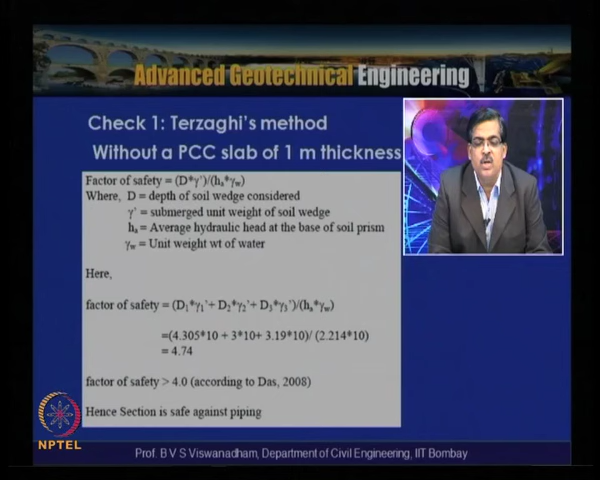 Advanced Geotechnical Engineering
Check 1: Terzaghi's method
Without a PCC slab of 1 m thickness
Factor of safety = (D*γ')/(hₐ*γw)
Where, D = depth of soil wedge considered
γ' = submerged unit weight of soil wedge
hₐ = Average hydraulic head at the base of soil prism
γw = Unit weight wt of water
Here,
factor of safety = (D₁*γ₁'+ D₂*γ₂'+ D₃*γ₃')/(hₐ*γw)
=(4.305*10 + 3*10+ 3.19*10)/ (2.214*10)
= 4.74
factor of safety > 4.0 (according to Das, 2008)
Hence Section is safe against piping
NPTEL
Prof. B V S Viswanadham, Department of Civil Engineering, IIT Bombay